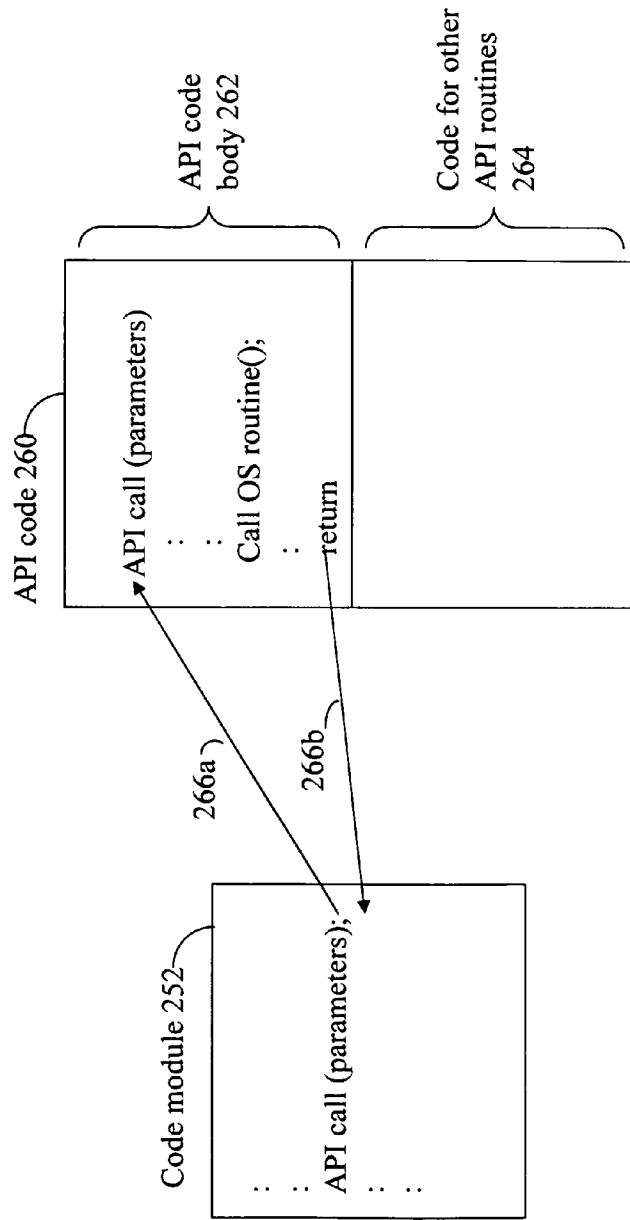 Code module 252
: :
: :
API call (parameters);
: :
: :
266a
266b
API code 260
API call (parameters)
: :
: :
Call OS routine();
: :
return
API code
body 262
Code for other
API routines
264